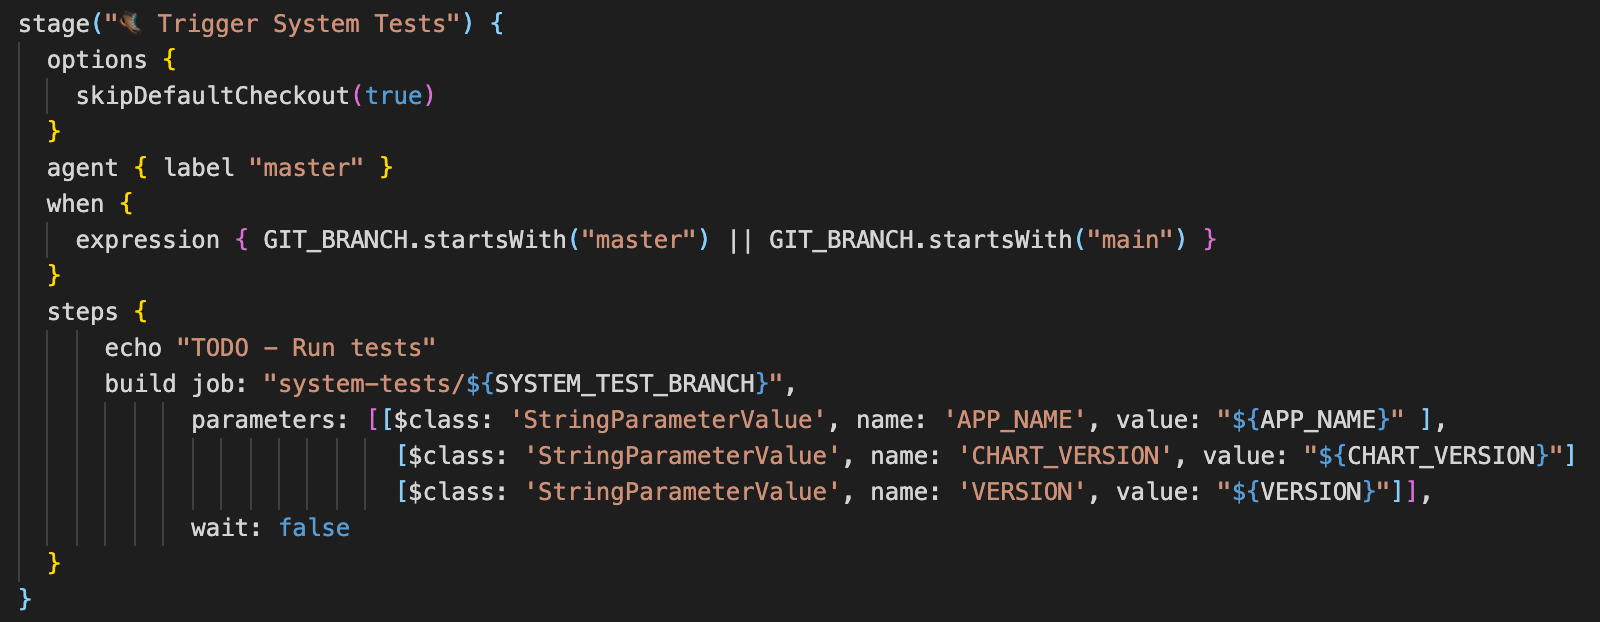 stage("🥾 Trigger System Tests") {
options {
skipDefaultCheckout(true)
}
agent { label "master" }
when {
expression { GIT_BRANCH.startsWith("master") || GIT_BRANCH.startsWith("main") }
}
steps {
echo "TODO - Run tests"
build job: "system-tests/${SYSTEM_TEST_BRANCH}",
parameters: [[$class: 'StringParameterValue', name: 'APP_NAME', value: "${APP_NAME}" ],
[$class: 'StringParameterValue', name: 'CHART_VERSION', value: "${CHART_VERSION}"]
[$class: 'StringParameterValue', name: 'VERSION', value: "${VERSION}"]],
wait: false
}
}